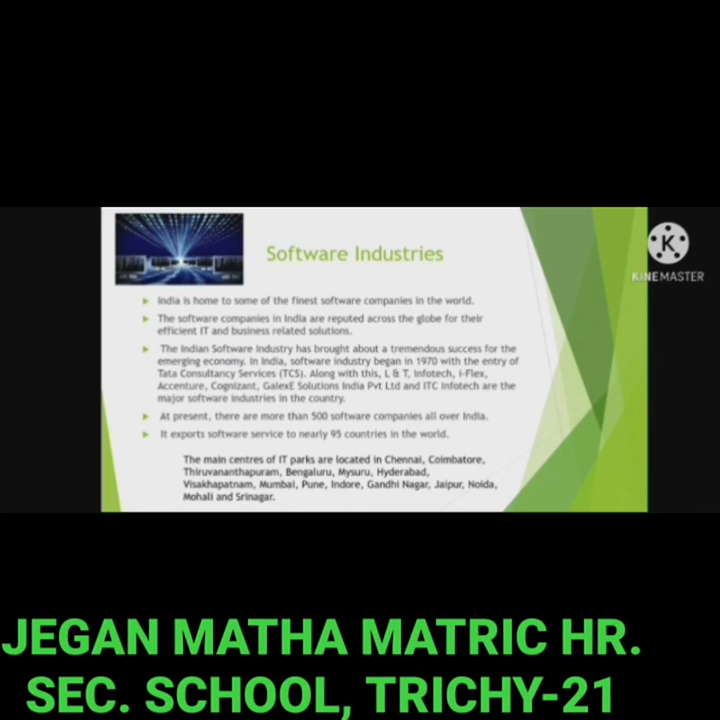 Software Industries
K
KINEMASTER
India is home to some of the finest software companies in the world.
The software companies in India are reputed across the globe for their
efficient IT and business related solutions.
The Indian Software Industry has brought about a tremendous success for the
emerging economy. In India, software industry began in 1970 with the entry of
Tata Consultancy Services (TCS). Along with this, L & T, Infotech, i-Flex,
Accenture, Cognizant, GalexE Solutions India Pvt Ltd and ITC Infotech are the
major software industries in the country.
At present, there are more than 500 software companies all over India.
It exports software service to nearly 95 countries in the world.
The main centres of IT parks are located in Chennai, Coimbatore,
Thiruvananthapuram, Bengaluru, Mysuru, Hyderabad,
Visakhapatnam, Mumbai, Pune, Indore, Gandhi Nagar, Jaipur, Noida,
Mohali and Srinagar.
JEGAN MATHA MATRIC HR.
SEC. SCHOOL, TRICHY-21